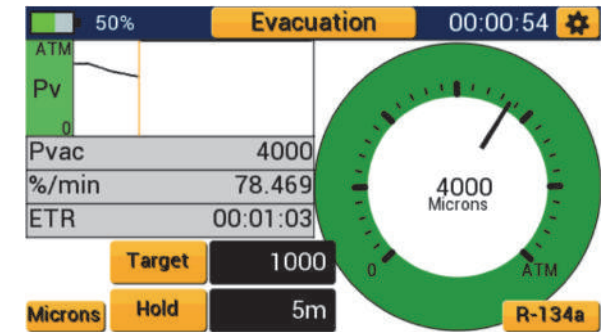 50% Evacuation 00:00:54
ATM
Pv
0
Pvac 4000
%/min 78.469
ETR 00:01:03
Target 1000
Microns Hold 5m
4000
Microns
0 ATM
R-134a